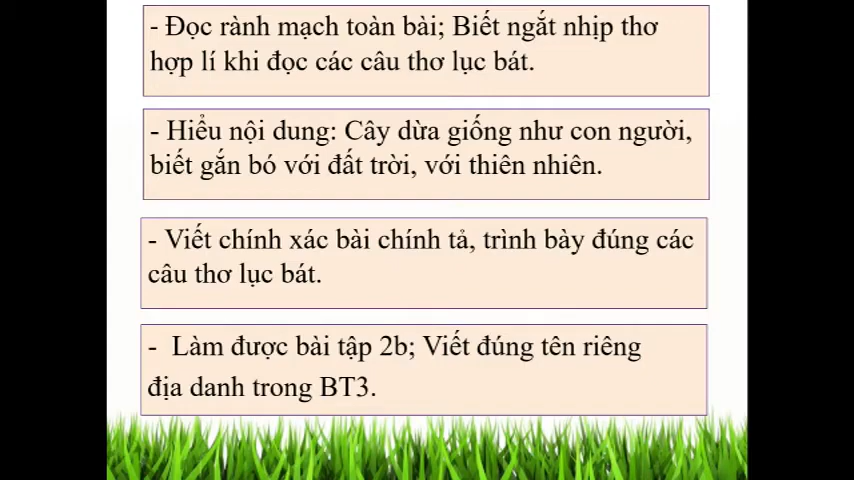 - Đọc rành mạch toàn bài; Biết ngắt nhịp thơ
hợp lí khi đọc các câu thơ lục bát.
- Hiểu nội dung: Cây dừa giống như con người,
biết gắn bó với đất trời, với thiên nhiên.
- Viết chính xác bài chính tả, trình bày đúng các
câu thơ lục bát.
- Làm được bài tập 2b; Viết đúng tên riêng
địa danh trong BT3.